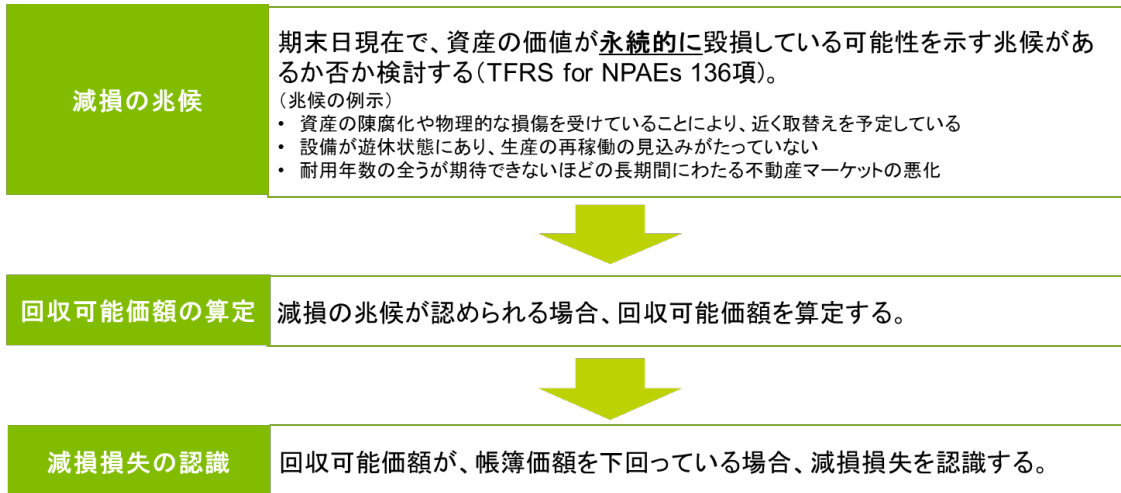 減損の兆候
期末日現在で、資産の価値が永続的に毀損している可能性を示す兆候があ
るか否か検討する(TFRS for NPAEs 136項)。
(兆候の例示)
• 資産の陳腐化や物理的な損傷を受けていることにより、近く取替えを予定している
• 設備が遊休状態にあり、生産の再稼働の見込みがたっていない
• 耐用年数の全うが期待できないほどの長期間にわたる不動産マーケットの悪化
回収可能価額の算定
減損の兆候が認められる場合、回収可能価額を算定する。
減損損失の認識
回収可能価額が、帳簿価額を下回っている場合、減損損失を認識する。